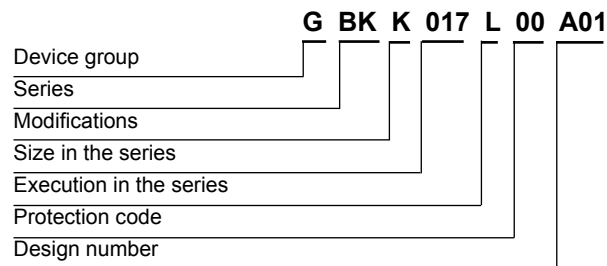 G BK K 017 L 00 A01
Device group
Series
Modifications
Size in the series
Execution in the series
Protection code
Design number